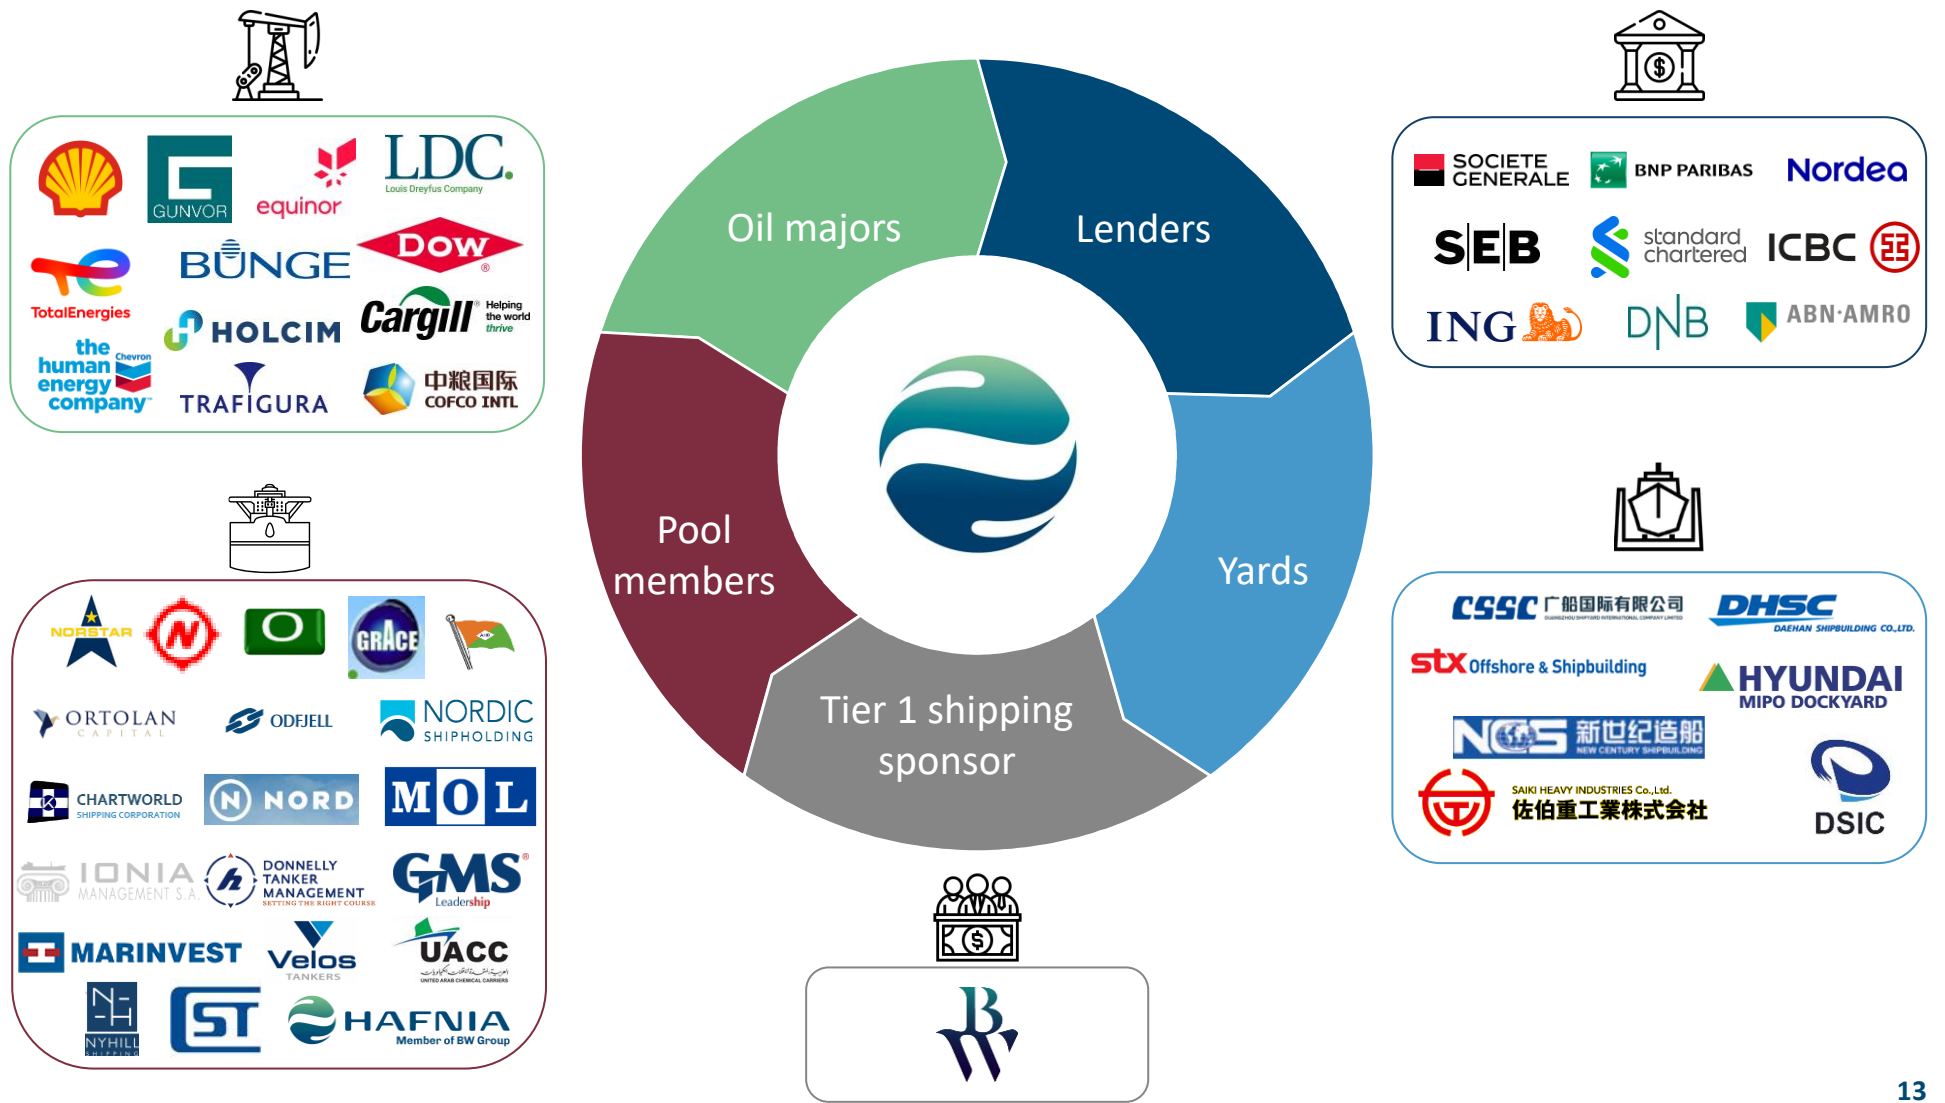 GUNVOR
equinor
LDC.
Louis Dreyfus Company
TotalEnergies
BUNGE
DOW
®
HOLCIM
Cargill®
Helping
the world
thrive
the
human
energy
company™
Chevron
TRAFIGURA
中粮国际
COFCO INTL
Oil majors
Lenders
Pool
members
Yards
Tier 1 shipping
sponsor
SOCIETE
GENERALE
BNP PARIBAS
Nordea
SEB
standard
chartered
ICBC
ING
DNB
ABN·AMRO
NORSTAR
N
O
GRACE
ORTOLAN
CAPITAL
ODFJELL
NORDIC
SHIPHOLDING
K
CHARTWORLD
SHIPPING CORPORATION
N NORD
MOL
IONIA
MANAGEMENT S.A.
DONNELLY
TANKER
MANAGEMENT
SETTING THE RIGHT COURSE
GMS®
Leadership
MARINVEST
Velos
TANKERS
UACC
UNITED ARAB CHEMICAL CARRIERS
N
H
NYHILL
SHIPPING
ST
HAFNIA
Member of BW Group
CSSC 广船国际有限公司
GUANGZHOU SHIPYARD INTERNATIONAL COMPANY LIMITED
DHSC
DAEHAN SHIPBUILDING CO.,LTD.
stx Offshore & Shipbuilding
HYUNDAI
MIPO DOCKYARD
NCS 新世纪造船
NEW CENTURY SHIPBUILDING
SAIKI HEAVY INDUSTRIES Co.,Ltd.
佐伯重工業株式会社
DSIC
$
$
BW
13